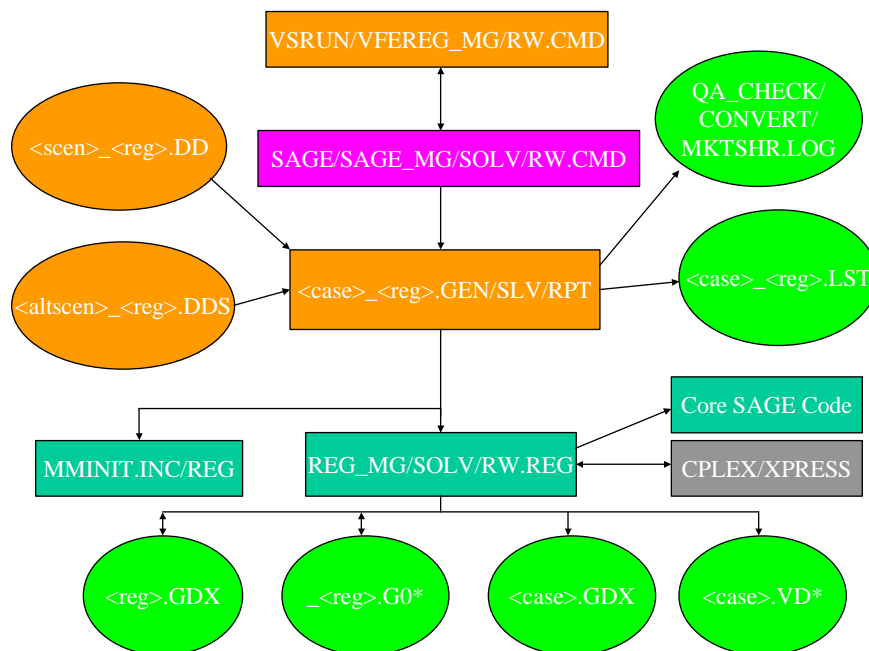 VSRUN/VFEREG_MG/RW.CMD
QA_CHECK/
CONVERT/
MKTSHR.LOG
<scen>_<reg>.DD
SAGE/SAGE_MG/SOLV/RW.CMD
<altscen>_<reg>.DDS
<case>_<reg>.GEN/SLV/RPT
<case>_<reg>.LST
Core SAGE Code
MMINIT.INC/REG
REG_MG/SOLV/RW.REG
CPLEX/XPRESS
<reg>.GDX
_<reg>.G0*
<case>.GDX
<case>.VD*